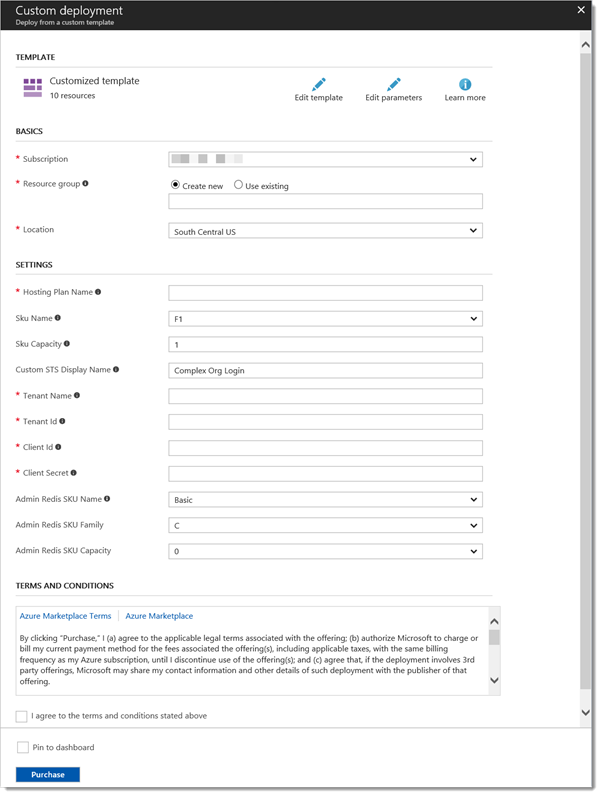 Custom deployment
Deploy from a custom template
TEMPLATE
Customized template
10 resources
Edit template
Edit parameters
Learn more
BASICS
* Subscription
* Resource group
Create new
Use existing
* Location
South Central US
SETTINGS
* Hosting Plan Name
Sku Name
F1
Sku Capacity
1
Custom STS Display Name
Complex Org Login
* Tenant Name
* Tenant Id
* Client Id
* Client Secret
Admin Redis SKU Name
Basic
Admin Redis SKU Family
C
Admin Redis SKU Capacity
0
TERMS AND CONDITIONS
Azure Marketplace Terms
Azure Marketplace
By clicking "Purchase," I (a) agree to the applicable legal terms associated with the offering; (b) authorize Microsoft to charge or
bill my current payment method for the fees associated the offering(s), including applicable taxes, with the same billing
frequency as my Azure subscription, until I discontinue use of the offering(s); and (c) agree that, if the deployment involves 3rd
party offerings, Microsoft may share my contact information and other details of such deployment with the publisher of that
offering.
I agree to the terms and conditions stated above
Pin to dashboard
Purchase